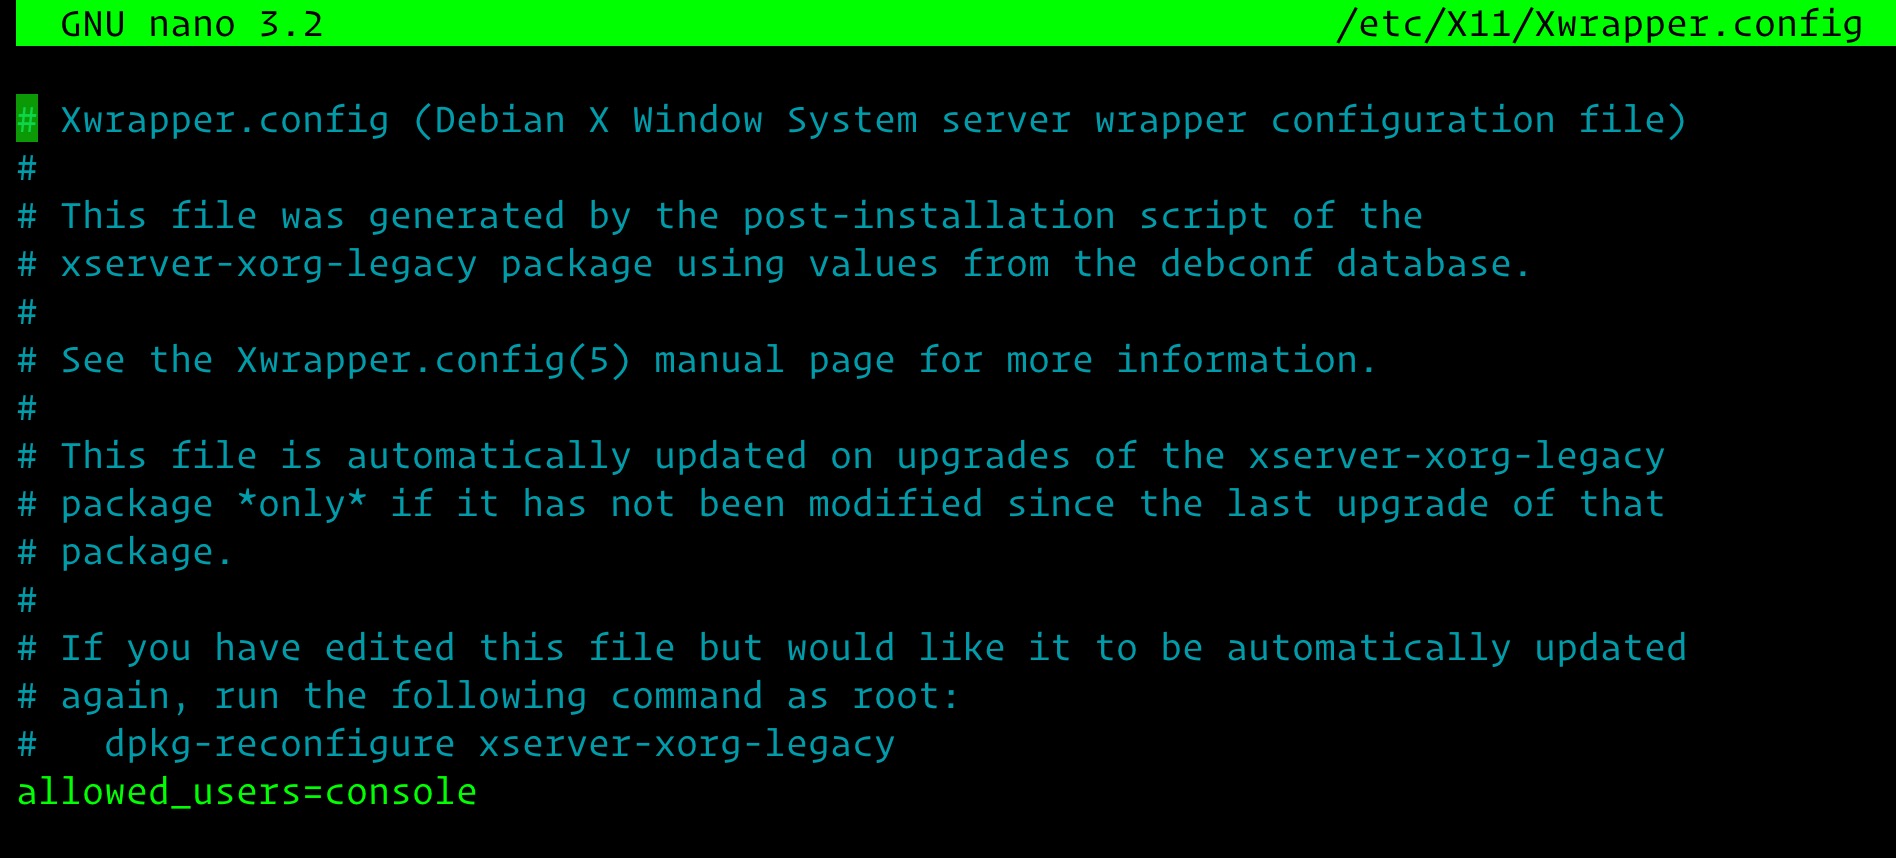 GNU nano 3.2 /etc/X11/Xwrapper.config
# Xwrapper.config (Debian X Window System server wrapper configuration file)
#
# This file was generated by the post-installation script of the
# xserver-xorg-legacy package using values from the debconf database.
#
# See the Xwrapper.config(5) manual page for more information.
#
# This file is automatically updated on upgrades of the xserver-xorg-legacy
# package *only* if it has not been modified since the last upgrade of that
# package.
#
# If you have edited this file but would like it to be automatically updated
# again, run the following command as root:
#   dpkg-reconfigure xserver-xorg-legacy
allowed_users=console